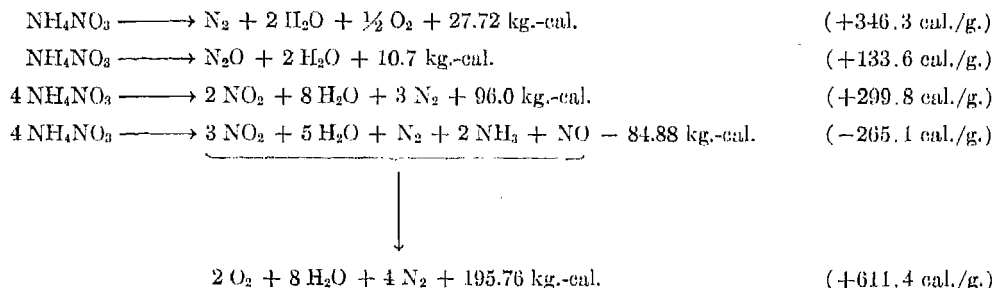 NH₄NO₃ ⟶ N₂ + 2 H₂O + ½ O₂ + 27.72 kg.-cal. (+346.3 cal./g.)
NH₄NO₃ ⟶ N₂O + 2 H₂O + 10.7 kg.-cal. (+133.6 cal./g.)
4 NH₄NO₃ ⟶ 2 NO₂ + 8 H₂O + 3 N₂ + 96.0 kg.-cal. (+299.8 cal./g.)
4 NH₄NO₃ ⟶ 3 NO₂ + 5 H₂O + N₂ + 2 NH₃ + NO − 84.88 kg.-cal. (−265.1 cal./g.)
2 O₂ + 8 H₂O + 4 N₂ + 195.76 kg.-cal. (+611.4 cal./g.)